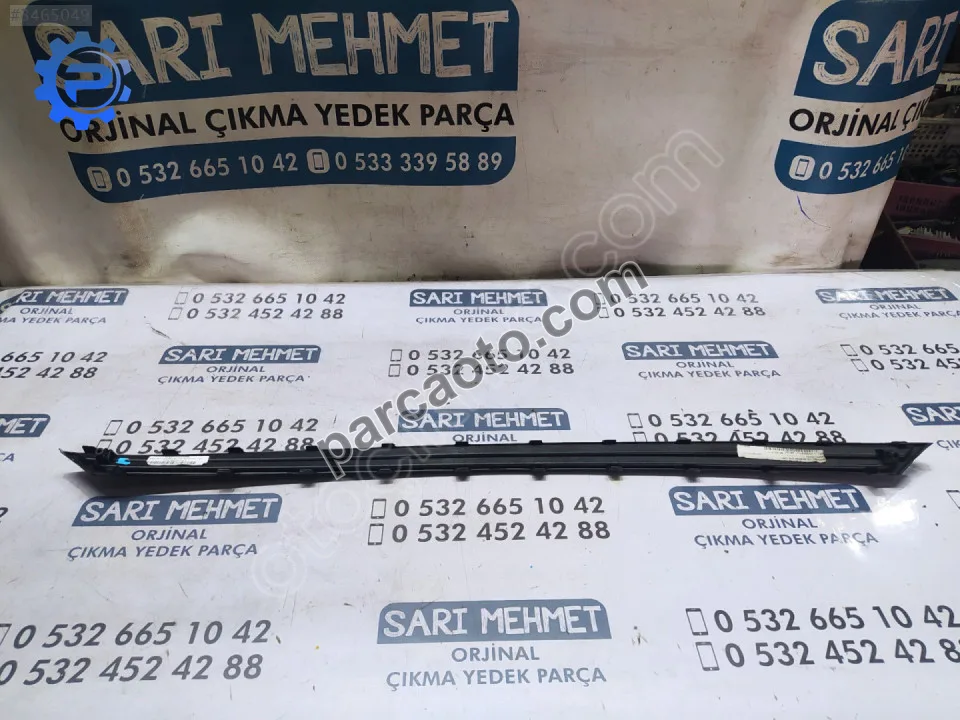 #3465049
SARI MEHMET
ORJİNAL ÇIKMA YEDEK PARÇA
0 532 665 10 42 0 533 339 58 89
SARI
ORJİNAL
0 532 665 10
parcaoto.com
otocikma.com
SARI MEHMET
ORJİNAL
ÇIKMA YEDEK PARÇA
0 532 665 10 42
0 532 452 42 88
SARI MEHMET
ORJİNAL
ÇIKMA YEDEK PARÇA
0 532 665 10 42
0 532 452 42 88
665 10 42
452 42 88
SARI MEHMET
ORJİNAL
ÇIKMA YEDEK PARÇA
0 532 665 10 42
0 532 452 42 88
SARI MEHMET
ORJİNAL
ÇIKMA YEDEK PARÇA
0 532 665
0 532 452
0 532 665 10 42
0 532 452 42 88
SARI MEHMET
0 532 665 10 42
0 532 452 42 88
SARI MEHMET
ORJİNAL
ÇIKMA YEDEK PARÇA
0 532 665 10 42
0 532 452 42 88
SARI MEHMET
ORJİNAL
ÇIKMA YEDEK PARÇA
0 532 665 10 42
0 532 452 42 88
SARI MEHMET
ORJİNAL
ÇIKMA YEDEK PARÇA
0 532 665 10 42
0 532 452 42 88